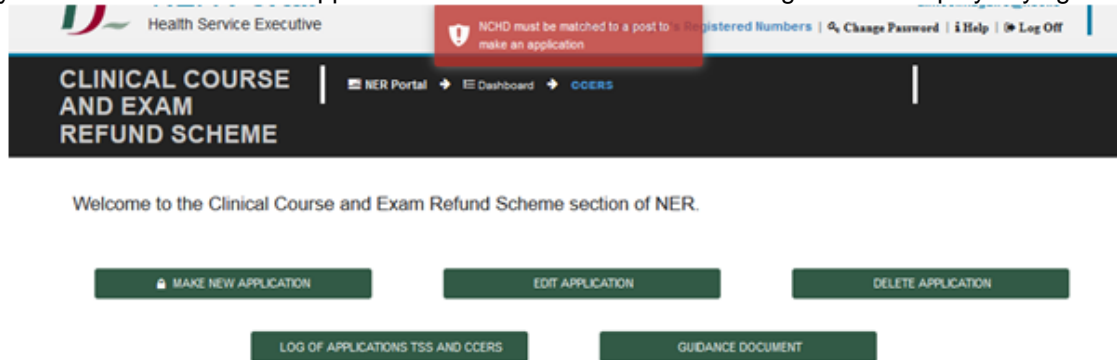 Health Service Executive
NCHD must be matched to a post to
make an application
Registered Numbers | Change Password | Help | Log Off
CLINICAL COURSE
AND EXAM
REFUND SCHEME
NER Portal → Dashboard → CCERS
Welcome to the Clinical Course and Exam Refund Scheme section of NER.
MAKE NEW APPLICATION
EDIT APPLICATION
DELETE APPLICATION
LOG OF APPLICATIONS TSS AND CCERS
GUIDANCE DOCUMENT